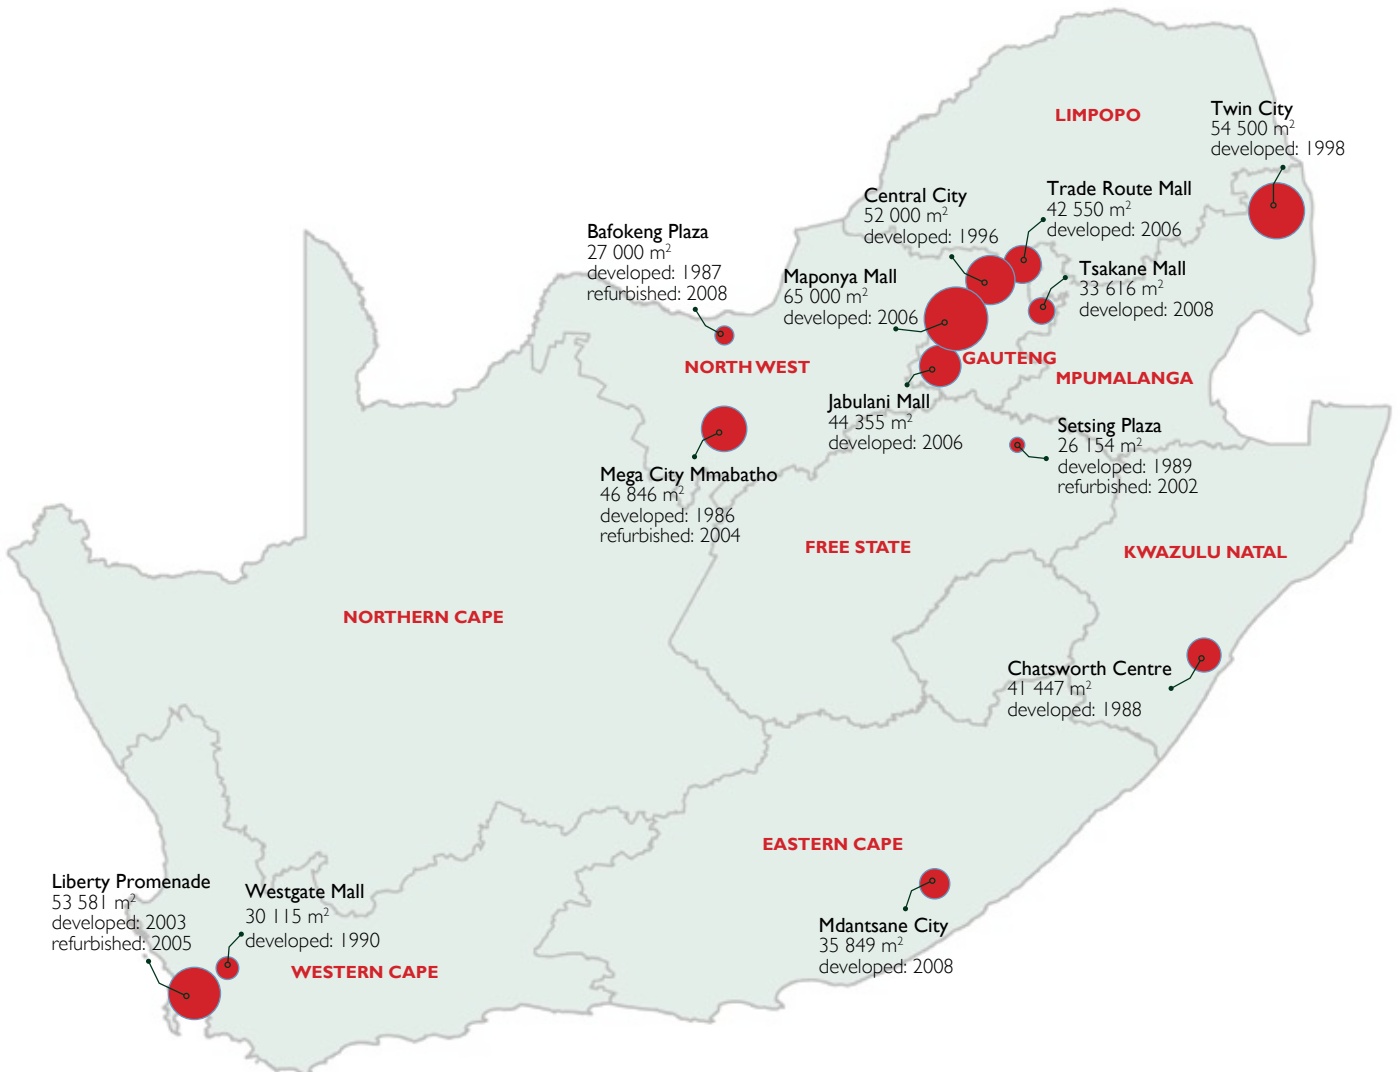 LIMPOPO
Twin City
54 500 m²
developed: 1998
Central City
52 000 m²
developed: 1996
Trade Route Mall
42 550 m²
developed: 2006
Bafokeng Plaza
27 000 m²
developed: 1987
refurbished: 2008
Maponya Mall
65 000 m²
developed: 2006
Tsakane Mall
33 616 m²
developed: 2008
NORTH WEST
GAUTENG
MPUMALANGA
Jabulani Mall
44 355 m²
developed: 2006
Setsing Plaza
26 154 m²
developed: 1989
refurbished: 2002
Mega City Mmabatho
46 846 m²
developed: 1986
refurbished: 2004
FREE STATE
KWAZULU NATAL
NORTHERN CAPE
Chatsworth Centre
41 447 m²
developed: 1988
EASTERN CAPE
Liberty Promenade
53 581 m²
developed: 2003
refurbished: 2005
Westgate Mall
30 115 m²
developed: 1990
WESTERN CAPE
Mdantsane City
35 849 m²
developed: 2008